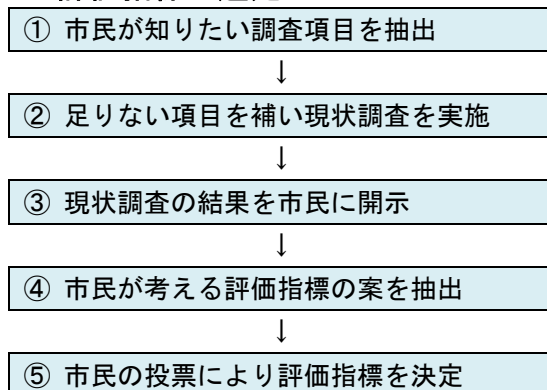 ① 市民が知りたい調査項目を抽出
↓
② 足りない項目を補い現状調査を実施
↓
③ 現状調査の結果を市民に開示
↓
④ 市民が考える評価指標の案を抽出
↓
⑤ 市民の投票により評価指標を決定